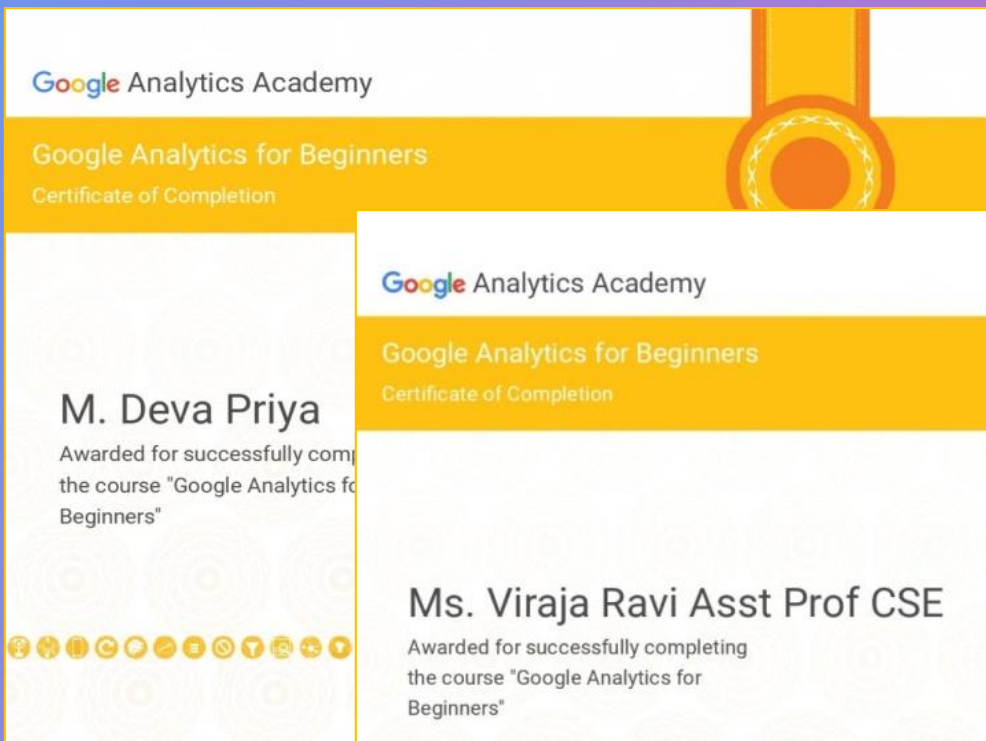 Google Analytics Academy
Google Analytics for Beginners
Certificate of Completion
M. Deva Priya
Awarded for successfully
the course "Google Analytics
Beginners"
Google Analytics Academy
Google Analytics for Beginners
Certificate of Completion
Ms. Viraja Ravi Asst Prof CSE
Awarded for successfully completing
the course "Google Analytics for
Beginners"